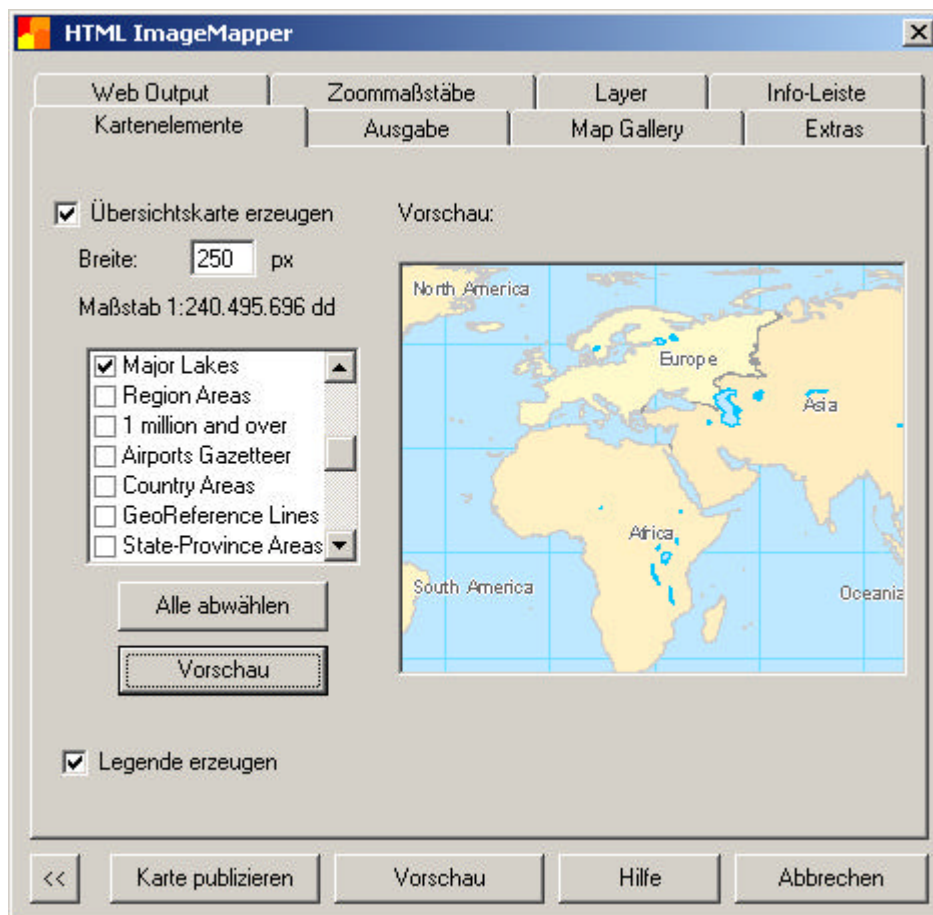 HTML ImageMapper
Web Output
Zoommaßstäbe
Layer
Info-Leiste
Kartenelemente
Ausgabe
Map Gallery
Extras
Übersichtskarte erzeugen
Vorschau:
Breite: 250 px
Maßstab 1:240.495.696 dd
Major Lakes
Region Areas
1 million and over
Airports Gazetteer
Country Areas
GeoReference Lines
State-Province Areas
Alle abwählen
Vorschau
North America
Europe
Asia
Africa
South America
Oceania
Legende erzeugen
<<
Karte publizieren
Vorschau
Hilfe
Abbrechen